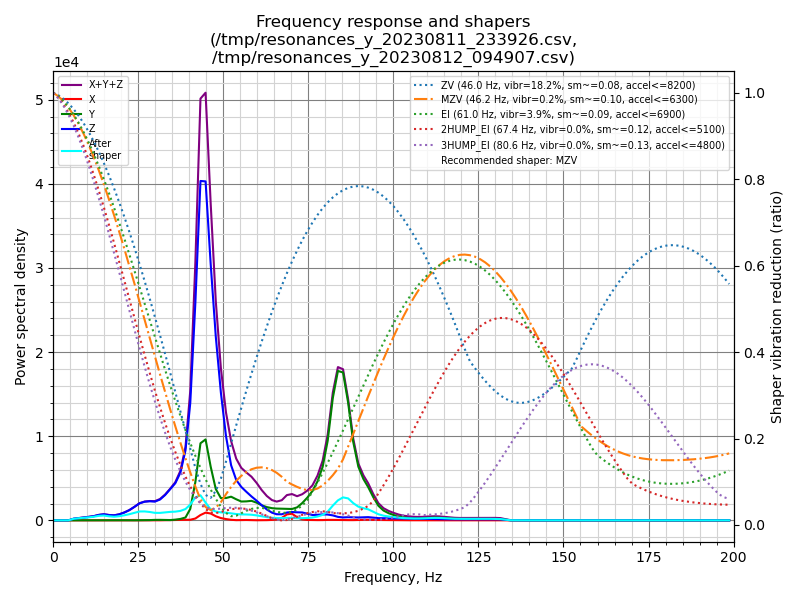 Frequency response and shapers
(/tmp/resonances_y_20230811_233926.csv,
/tmp/resonances_y_20230812_094907.csv)
1e4
X+Y+Z
X
Y
Z
After
shaper
ZV (46.0 Hz, vibr=18.2%, sm~=0.08, accel<=8200)
MZV (46.2 Hz, vibr=0.2%, sm~=0.10, accel<=6300)
EI (61.0 Hz, vibr=3.9%, sm~=0.09, accel<=6900)
2HUMP_EI (67.4 Hz, vibr=0.0%, sm~=0.12, accel<=5100)
3HUMP_EI (80.6 Hz, vibr=0.0%, sm~=0.13, accel<=4800)
Recommended shaper: MZV
Power spectral density
5
4
3
2
1
0
1.0
0.8
0.6
0.4
0.2
0.0
Shaper vibration reduction (ratio)
0 25 50 75 100 125 150 175 200
Frequency, Hz